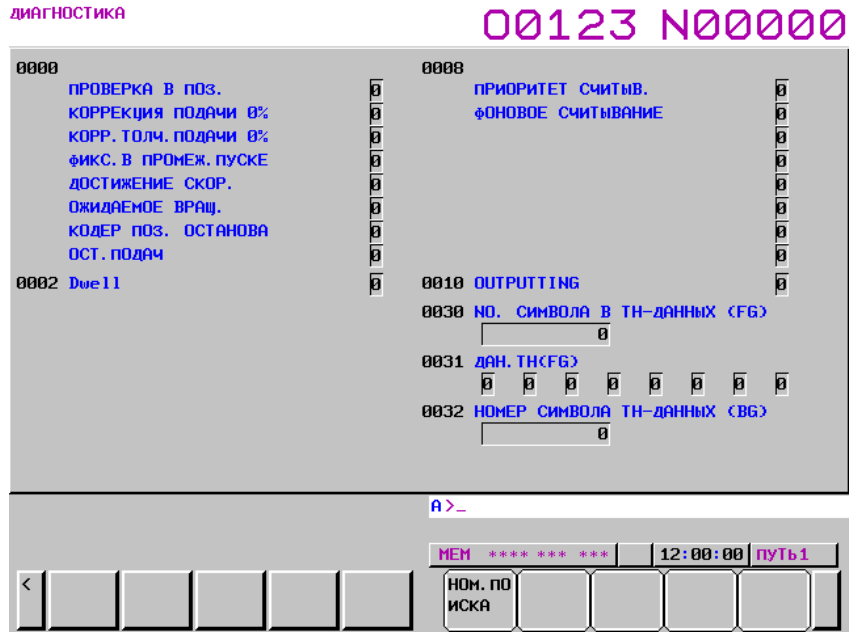 ДИАГНОСТИКА
O0123 N00000
0000
ПРОВЕРКА В ПОЗ. 0
КОРРЕКЦИЯ ПОДАЧИ 0% 0
КОРР.ТОЛЧ.ПОДАЧИ 0% 0
ФИКС.В ПРОМЕЖ.ПУСКЕ 0
ДОСТИЖЕНИЕ СКОР. 0
ОЖИДАЕМОЕ ВРАЩ. 0
КОДЕР ПОЗ. ОСТАНОВА 0
ОСТ.ПОДАЧ 0
0002 Dwell 0
0008
ПРИОРИТЕТ СЧИТЫВ. 0
ФОНОВОЕ СЧИТЫВАНИЕ 0
0
0
0
0
0
0
0010 OUTPUTTING 0
0030 NO. СИМВОЛА В ТН-ДАННЫХ (FG)
0
0031 ДАН.ТН(FG)
0 0 0 0 0 0 0 0
0032 НОМЕР СИМВОЛА ТН-ДАННЫХ (BG)
0
A>_
MEM **** *** *** 12:00:00 ПУТЬ1
<
НОМ.ПО
ИСКА